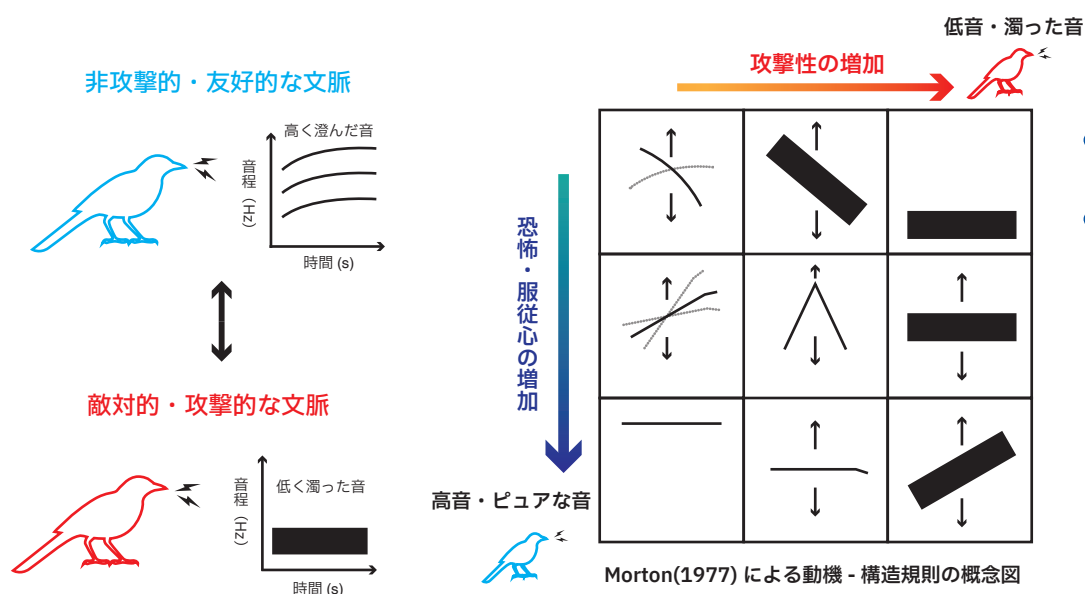 非攻撃的・友好的な文脈
高く澄んだ音
音程 (Hz)
時間 (s)
敵対的・攻撃的な文脈
低く濁った音
音程 (Hz)
時間 (s)
低音・濁った音
攻撃性の増加
恐怖・服従心の増加
高音・ピュアな音
Morton(1977) による動機 - 構造規則の概念図